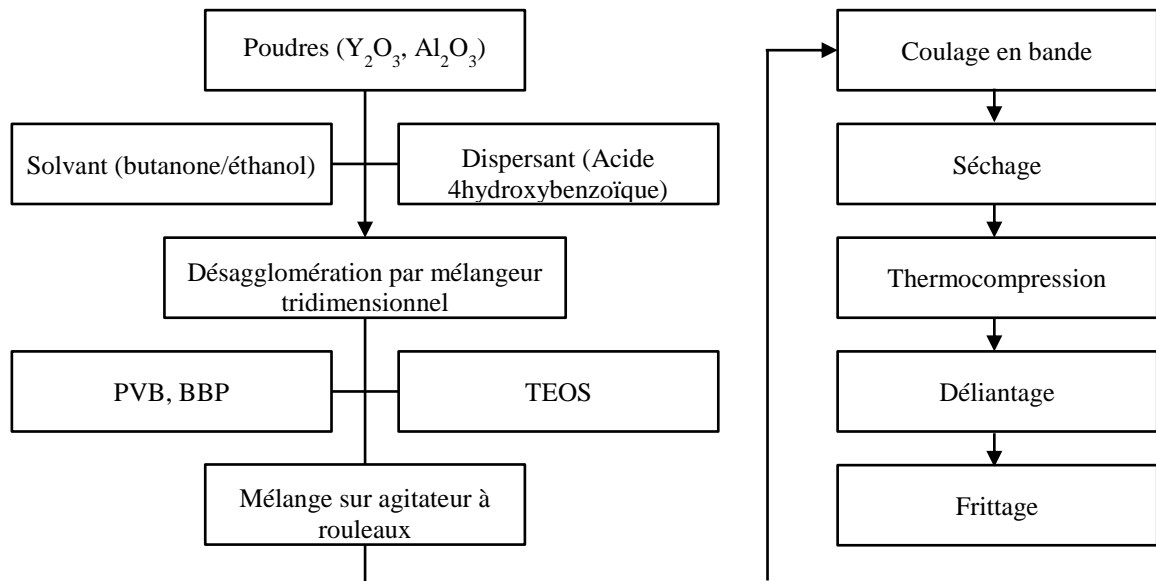 Poudres (Y2O3, Al2O3)
Solvant (butanone/éthanol)
Dispersant (Acide
4hydroxybenzoïque)
Désagglomération par mélangeur
tridimensionnel
PVB, BBP
TEOS
Mélange sur agitateur à
rouleaux
Coulage en bande
Séchage
Thermocompression
Déliantage
Frittage